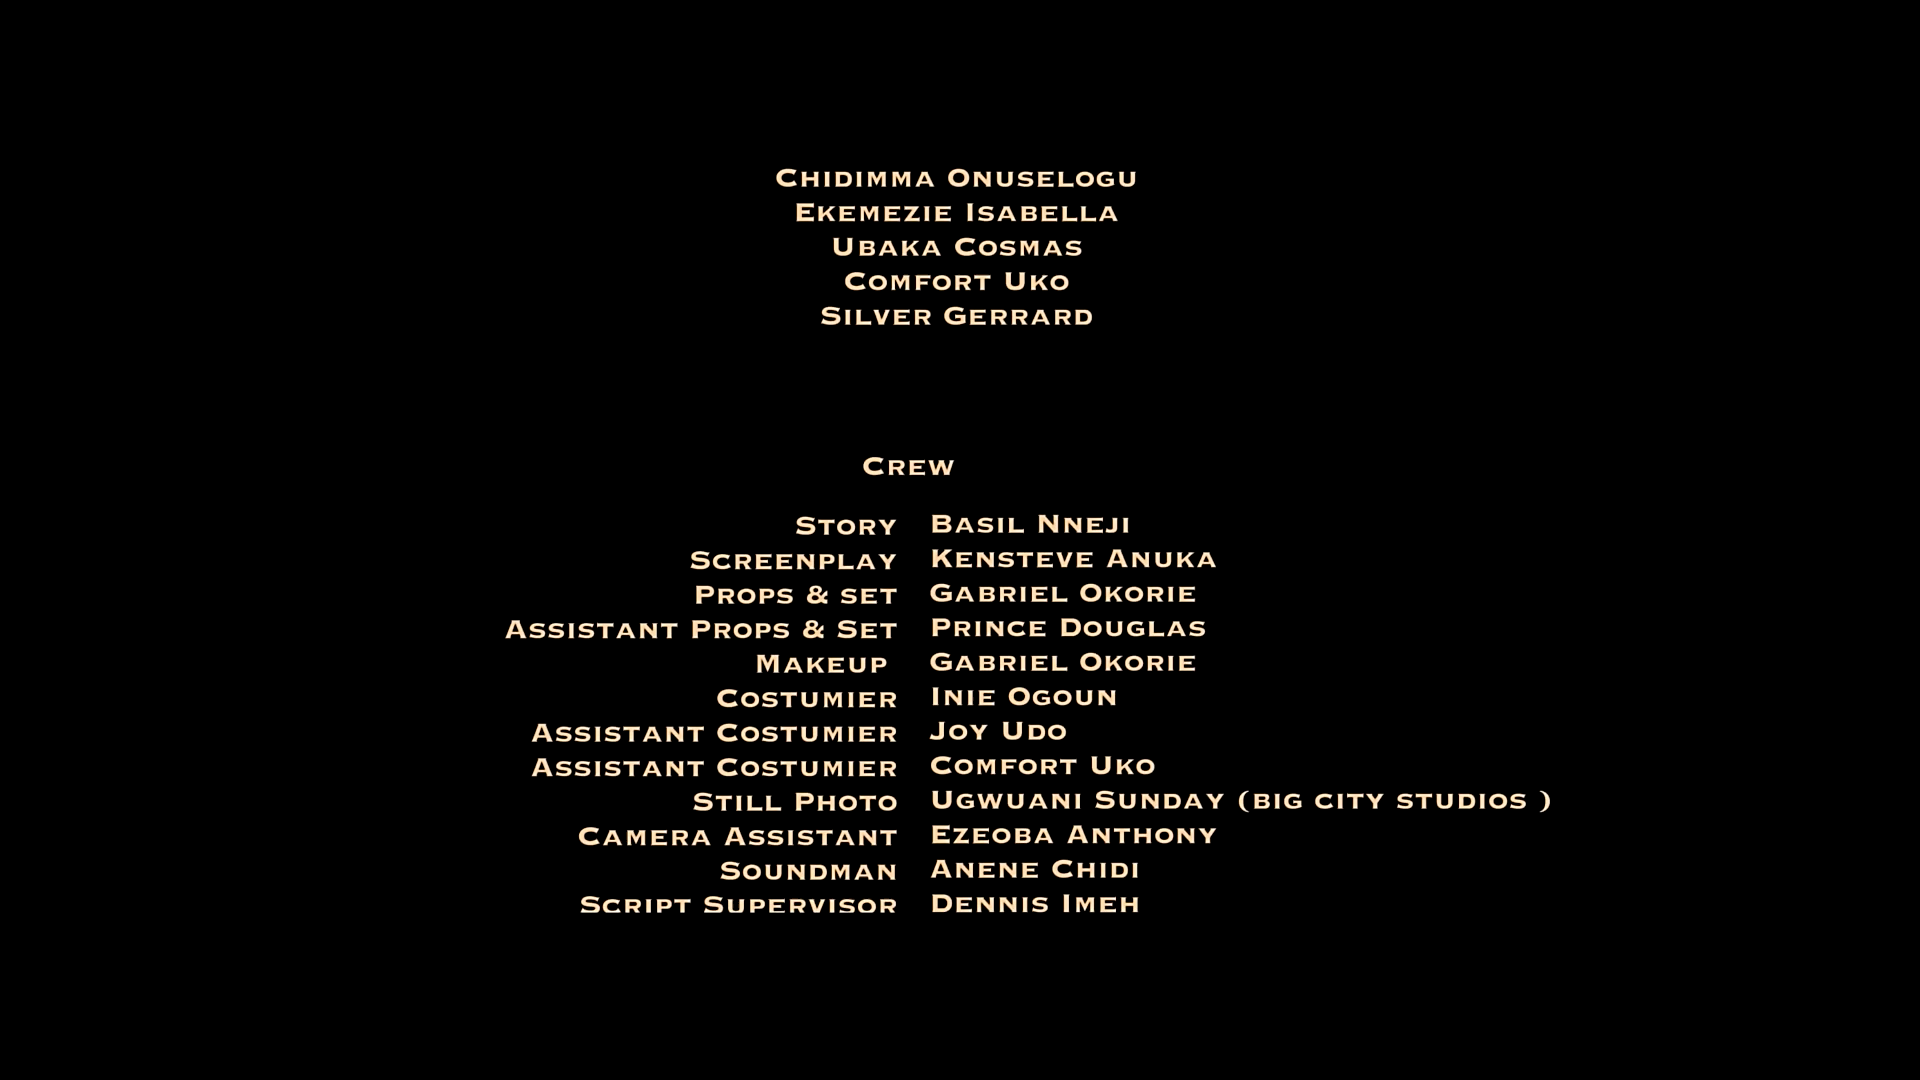 Chidimma Onuselogu
Ekemezie Isabella
Ubaka Cosmas
Comfort Uko
Silver Gerrard
Crew
Story Basil Nneji
Screenplay Kensteve Anuka
Props & set Gabriel Okorie
Assistant Props & Set Prince Douglas
Makeup Gabriel Okorie
Costumier Inie Ogoun
Assistant Costumier Joy Udo
Assistant Costumier Comfort Uko
Still Photo Ugwuani Sunday (big city studios )
Camera Assistant Ezeoba Anthony
Soundman Anene Chidi
Script Supervisor Dennis Imeh